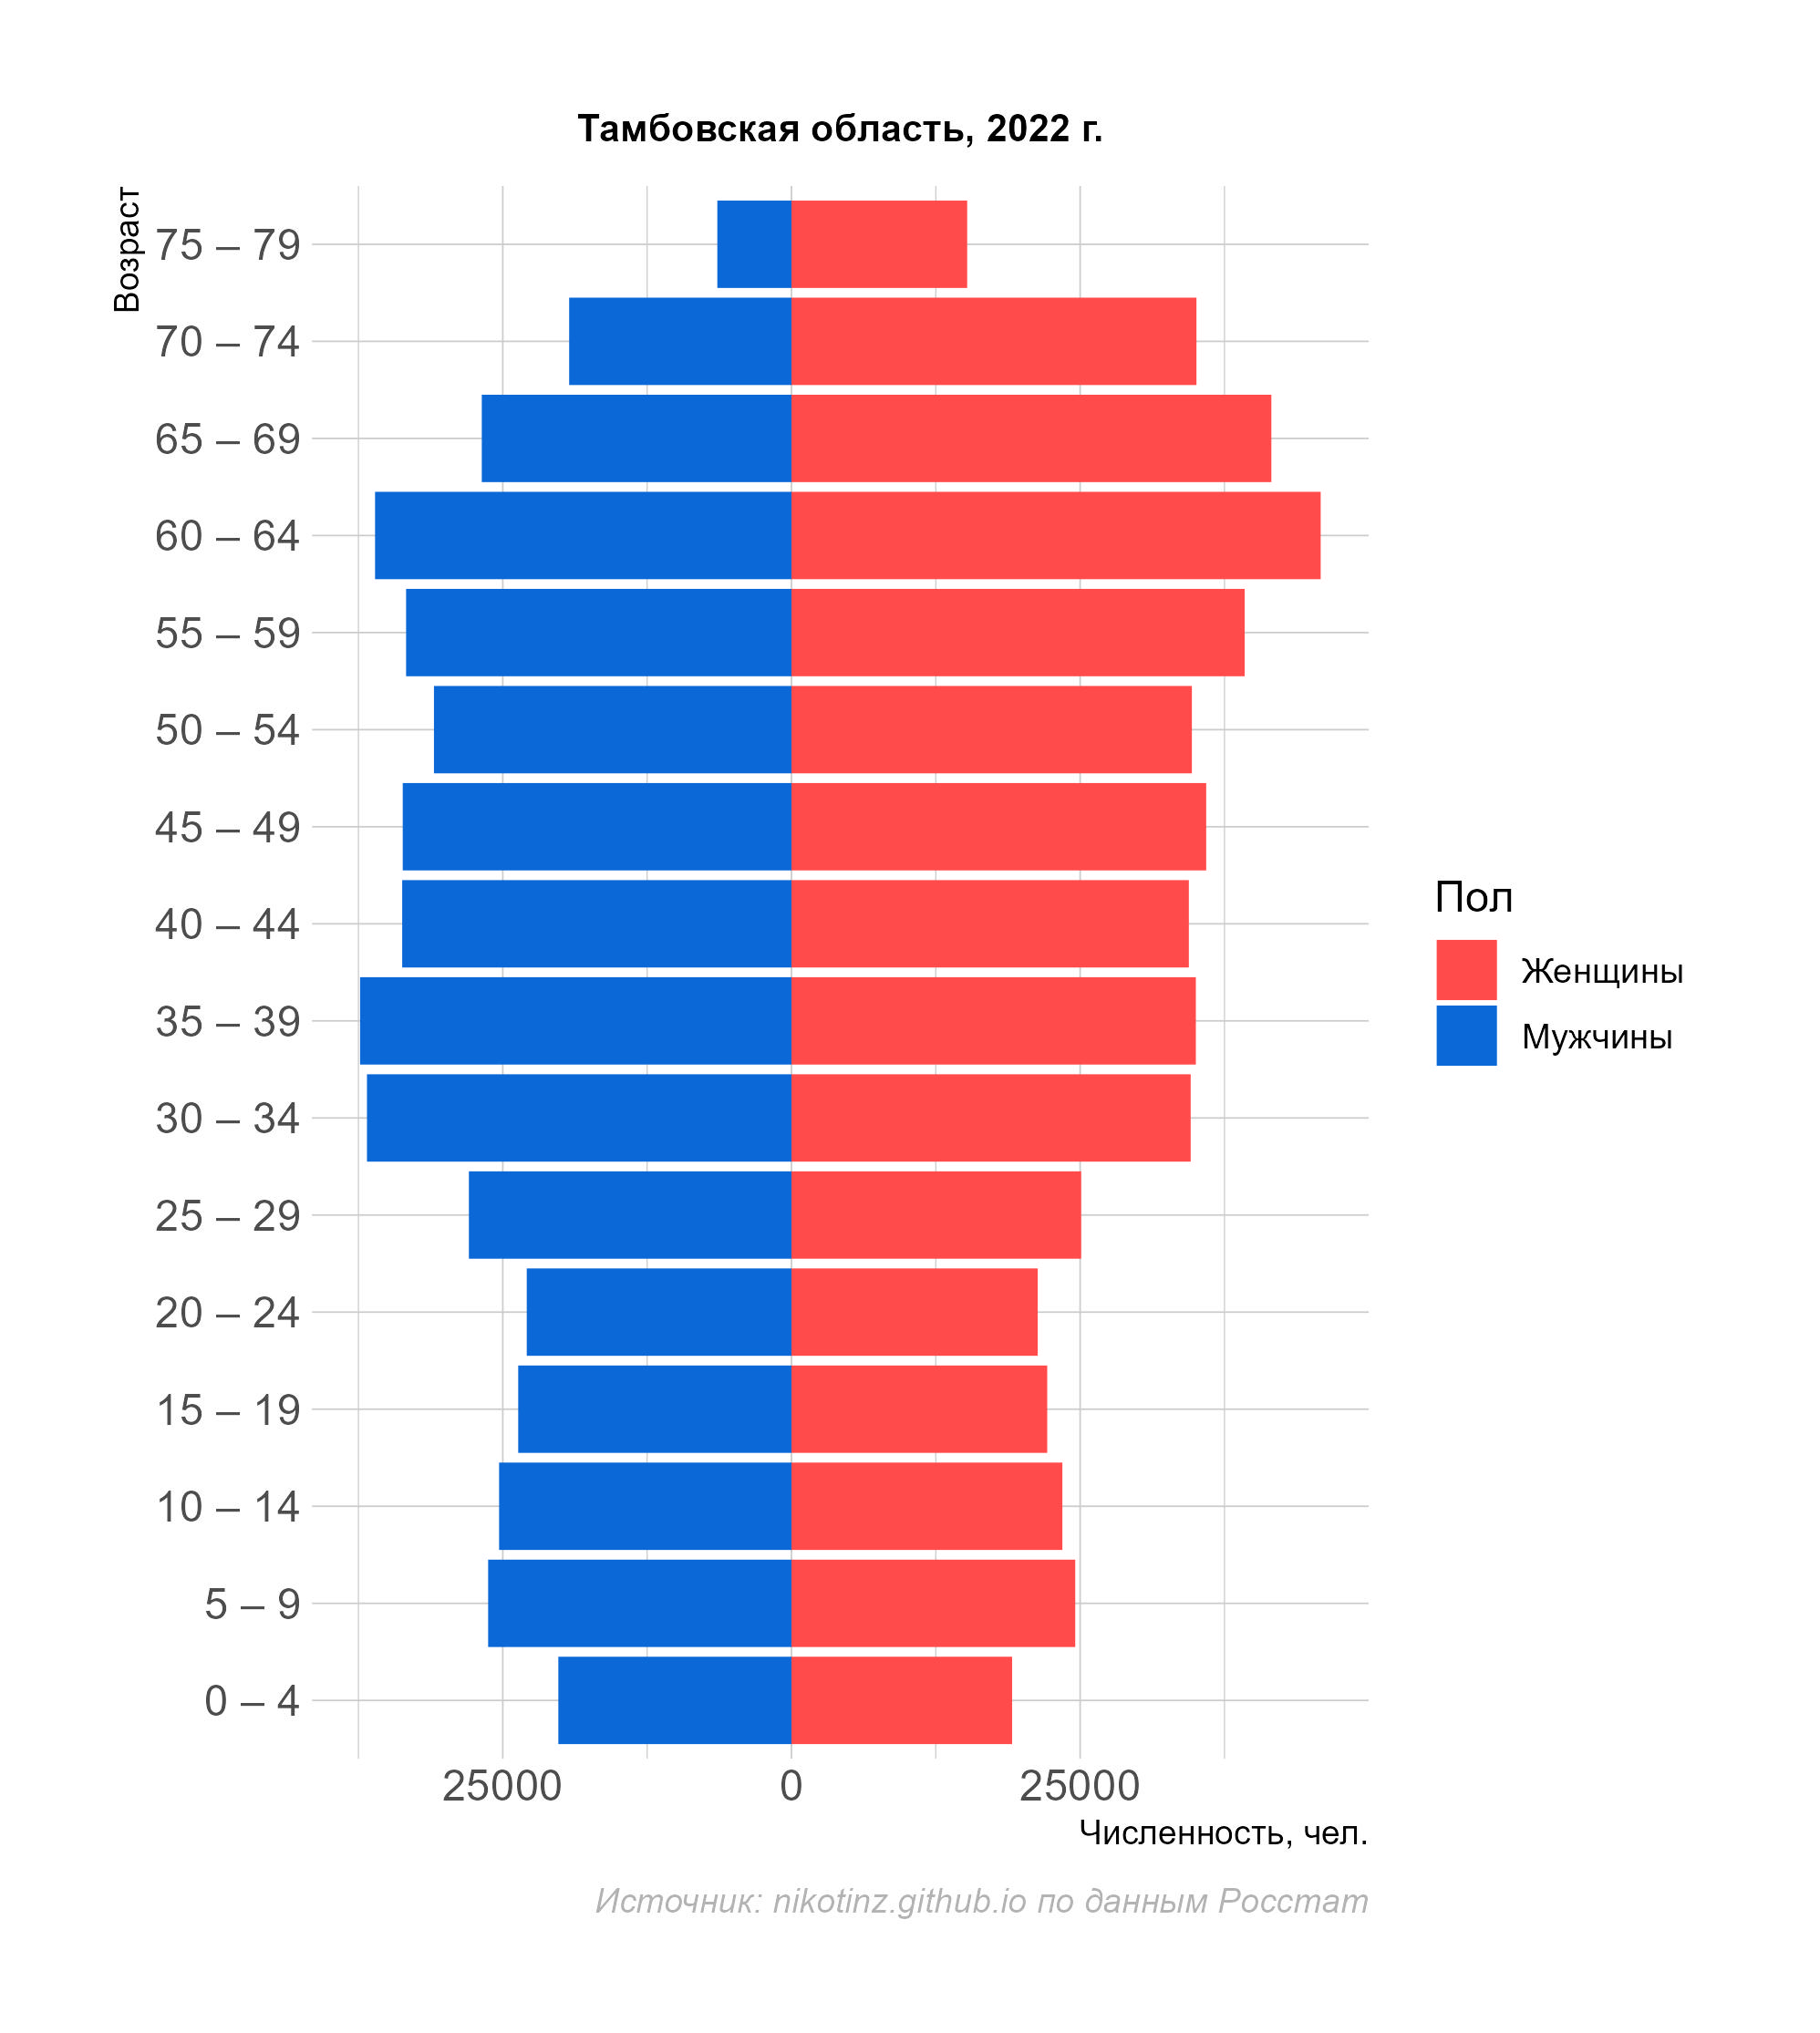 Тамбовская область, 2022 г.
Возраст
75 – 79
70 – 74
65 – 69
60 – 64
55 – 59
50 – 54
45 – 49
40 – 44
35 – 39
30 – 34
25 – 29
20 – 24
15 – 19
10 – 14
5 – 9
0 – 4
25000 0 25000
Численность, чел.
Пол
Женщины
Мужчины
Источник: nikotinz.github.io по данным Росстат